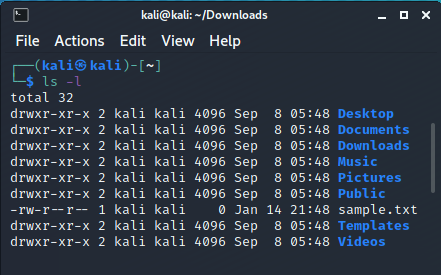 kali@kali: ~/Downloads
File Actions Edit View Help
┌──(kali㉿kali)-[~]
└─$ ls -l
total 32
drwxr-xr-x 2 kali kali 4096 Sep  8 05:48 Desktop
drwxr-xr-x 2 kali kali 4096 Sep  8 05:48 Documents
drwxr-xr-x 2 kali kali 4096 Sep  8 05:48 Downloads
drwxr-xr-x 2 kali kali 4096 Sep  8 05:48 Music
drwxr-xr-x 2 kali kali 4096 Sep  8 05:48 Pictures
drwxr-xr-x 2 kali kali 4096 Sep  8 05:48 Public
-rw-r--r-- 1 kali kali    0 Jan 14 21:48 sample.txt
drwxr-xr-x 2 kali kali 4096 Sep  8 05:48 Templates
drwxr-xr-x 2 kali kali 4096 Sep  8 05:48 Videos